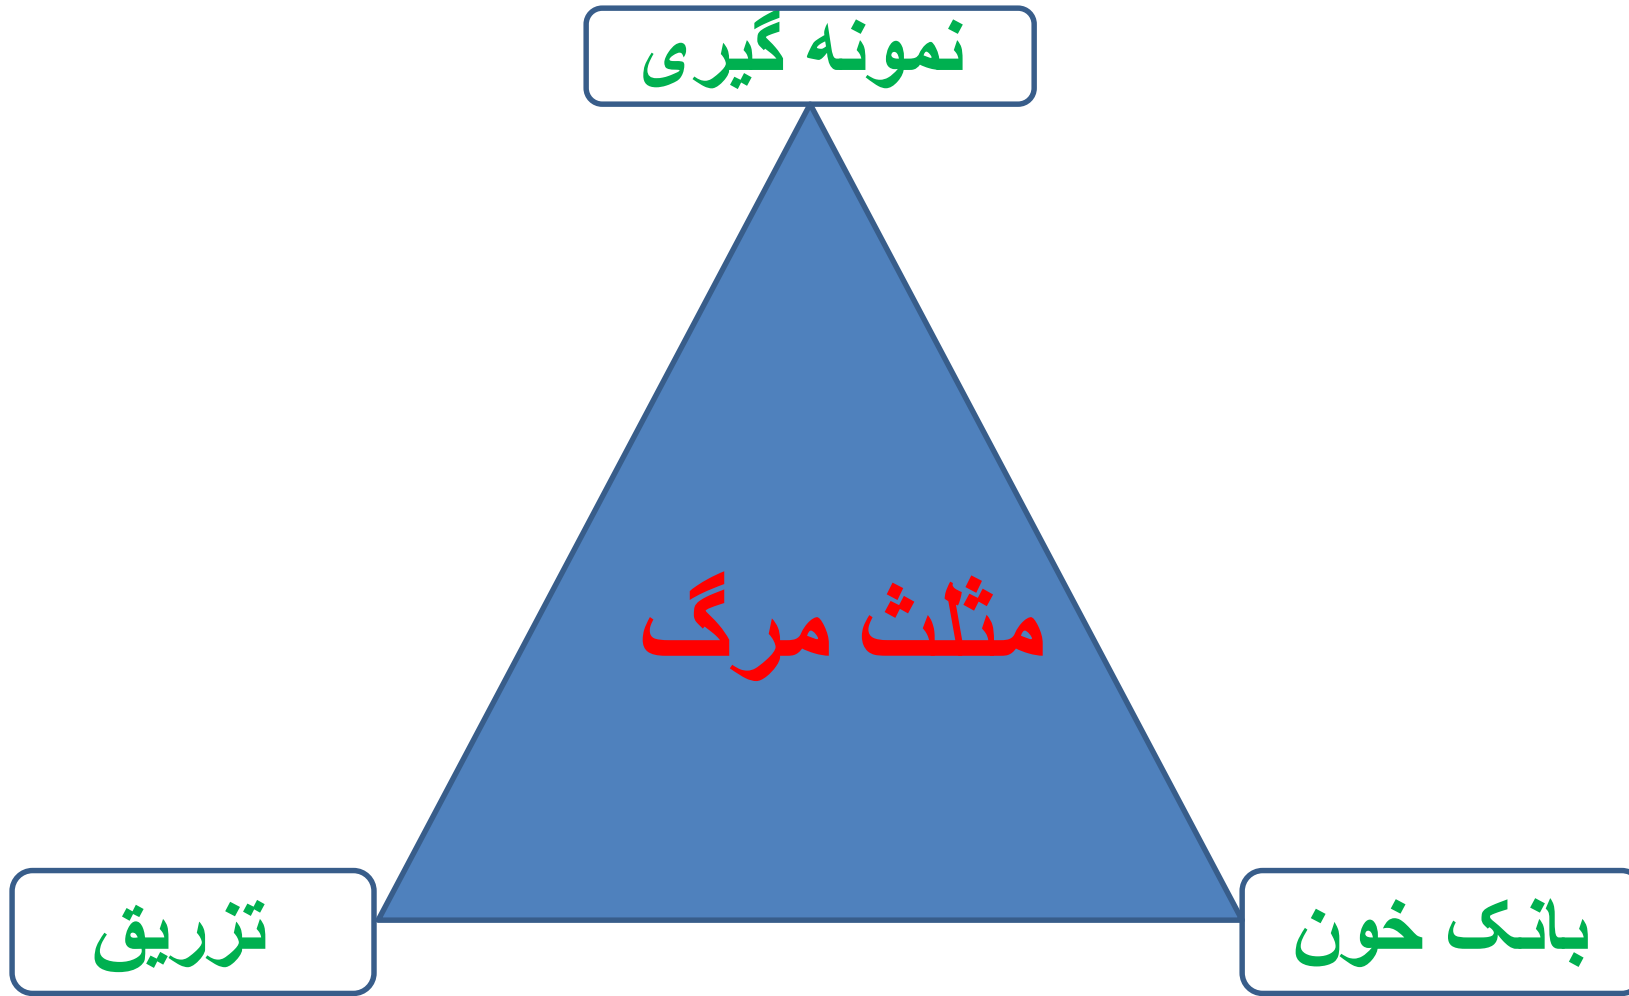 نمونه گیری
مثلث مرگ
بانک خون
تزریق